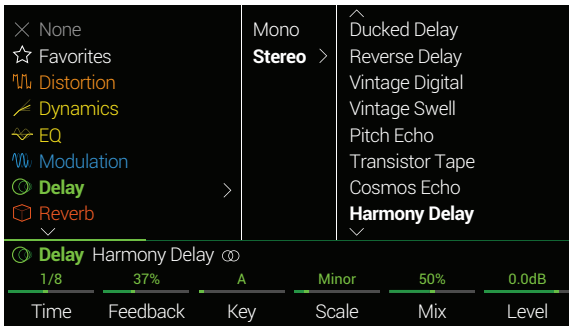 None
Favorites
Distortion
Dynamics
EQ
Modulation
Delay
Reverb
Mono
Stereo
Ducked Delay
Reverse Delay
Vintage Digital
Vintage Swell
Pitch Echo
Transistor Tape
Cosmos Echo
Harmony Delay
Delay Harmony Delay
1/8 37% A Minor 50% 0.0dB
Time Feedback Key Scale Mix Level